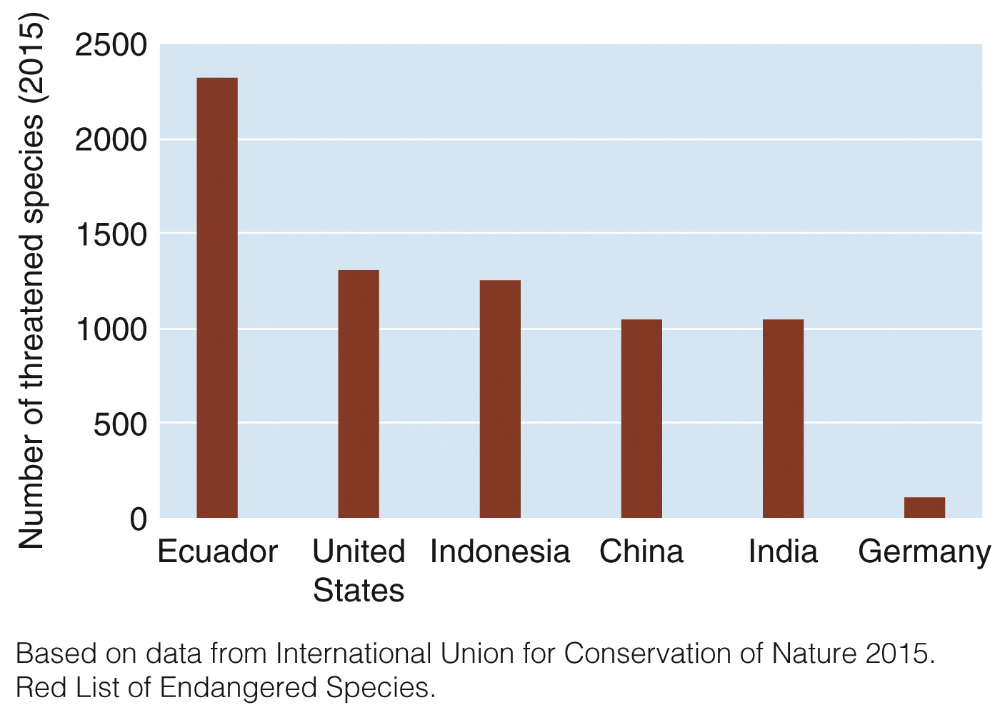 Number of threatened species (2015)
2500
2000
1500
1000
500
0
Ecuador
United
States
Indonesia
China
India
Germany
Based on data from International Union for Conservation of Nature 2015.
Red List of Endangered Species.